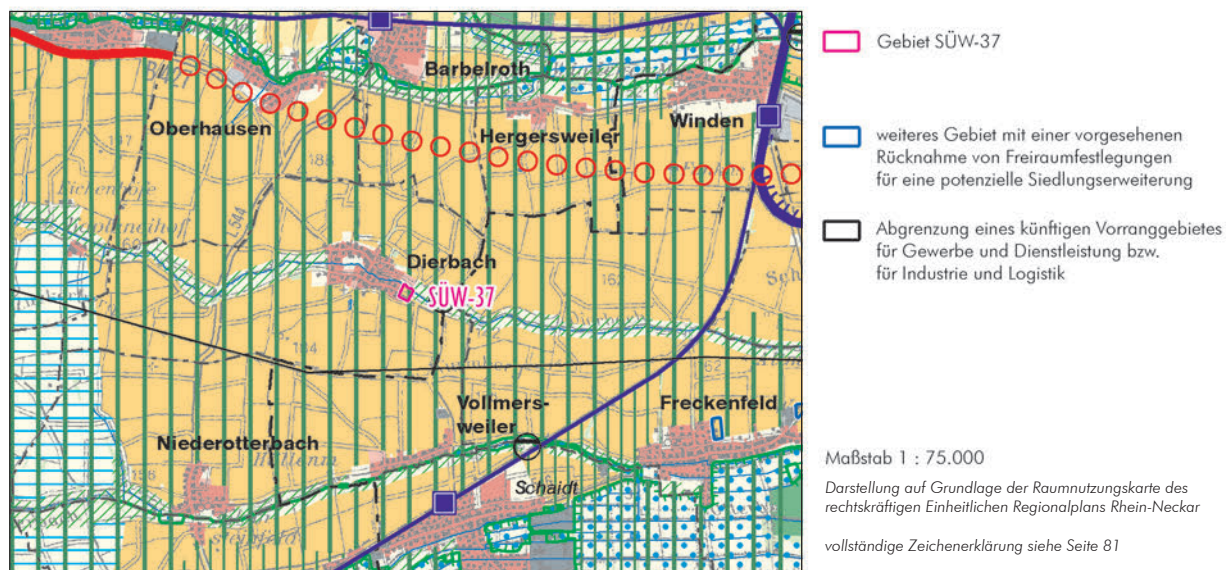 Barbelroth
Oberhausen
Hergersweiler
Winden
L544
Dierbach
SÜW-37
162
Vollmers-
weiler
Freckenfeld
Niederotterbach
Schaidt
Gebiet SÜW-37
weiteres Gebiet mit einer vorgesehenen
Rücknahme von Freiraumfestlegungen
für eine potenzielle Siedlungserweiterung
Abgrenzung eines künftigen Vorranggebietes
für Gewerbe und Dienstleistung bzw.
für Industrie und Logistik
Maßstab 1 : 75.000
Darstellung auf Grundlage der Raumnutzungskarte des
rechtskräftigen Einheitlichen Regionalplans Rhein-Neckar
vollständige Zeichenerklärung siehe Seite 81